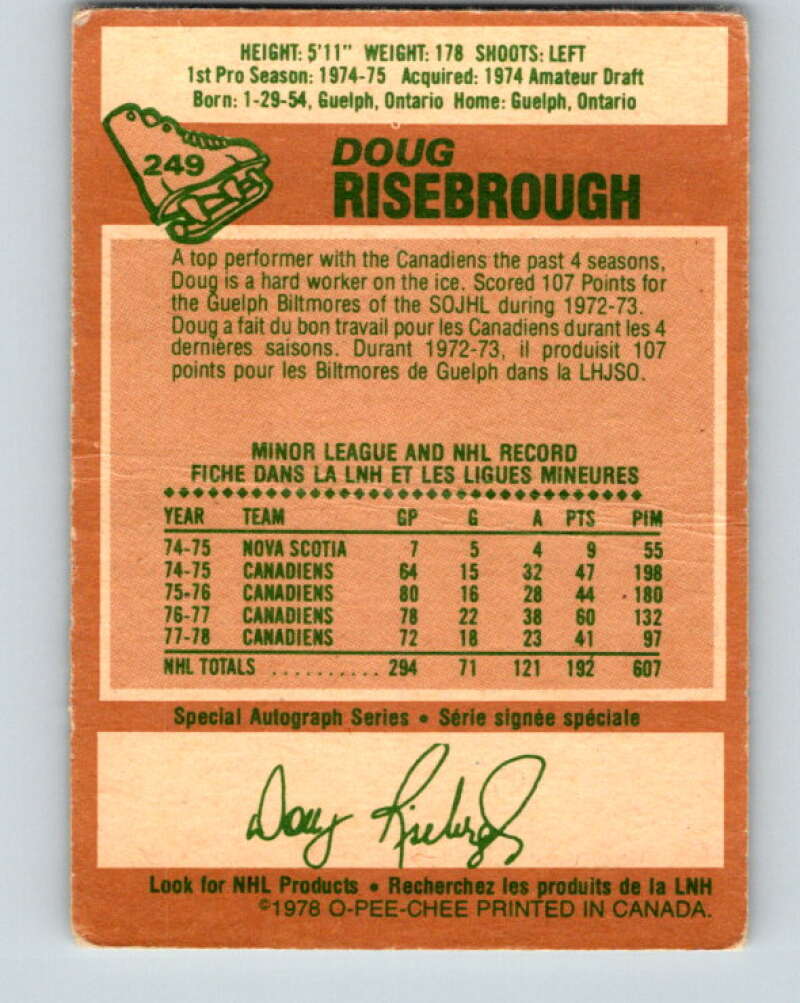 HEIGHT: 5'11" WEIGHT: 178 SHOOTS: LEFT
1st Pro Season: 1974-75 Acquired: 1974 Amateur Draft
Born: 1-29-54, Guelph, Ontario Home: Guelph, Ontario
249
DOUG
RISEBROUGH
A top performer with the Canadiens the past 4 seasons,
Doug is a hard worker on the ice. Scored 107 Points for
the Guelph Biltmores of the SOJHL during 1972-73.
Doug a fait du bon travail pour les Canadiens durant les 4
dernières saisons. Durant 1972-73, il produisit 107
points pour les Biltmores de Guelph dans la LHJSO.
MINOR LEAGUE AND NHL RECORD
FICHE DANS LA LNH ET LES LIGUES MINEURES
YEAR TEAM GP G A PTS PIM
74-75 NOVA SCOTIA 7 5 4 9 55
74-75 CANADIENS 64 15 32 47 198
75-76 CANADIENS 80 16 28 44 180
76-77 CANADIENS 78 22 38 60 132
77-78 CANADIENS 72 18 23 41 97
NHL TOTALS .......... 294 71 121 192 607
Special Autograph Series • Série signée spéciale
Doug Risebrough
Look for NHL Products • Recherchez les produits de la LNH
©1978 O-PEE-CHEE PRINTED IN CANADA.